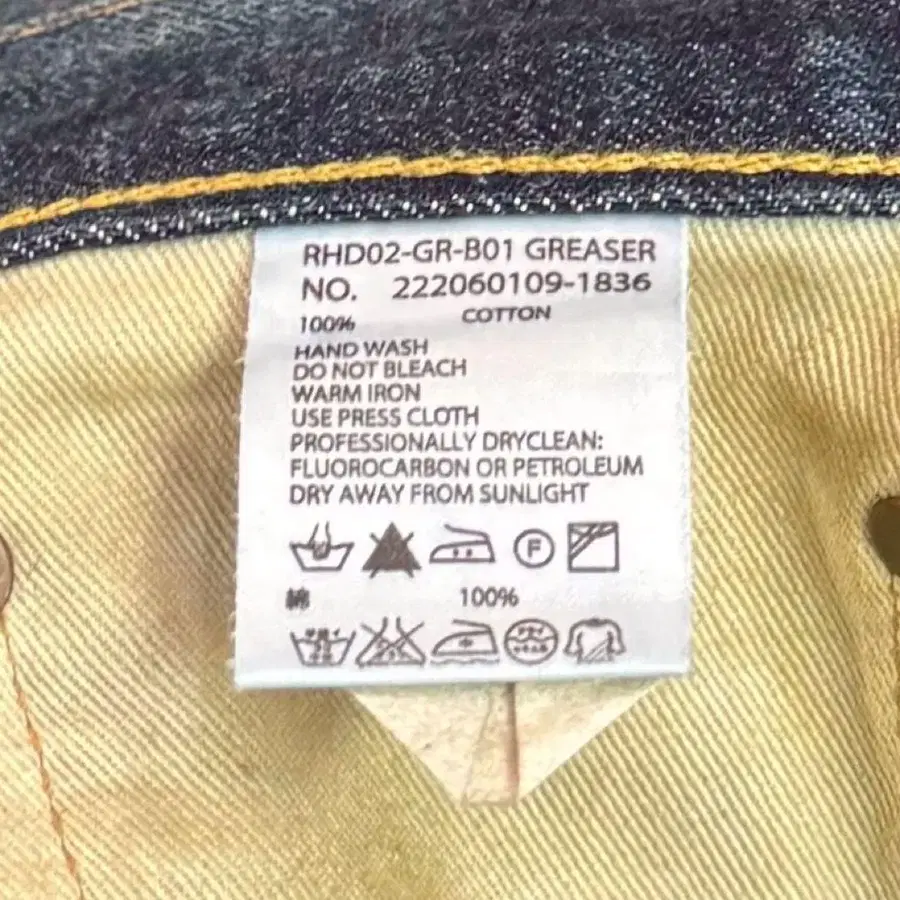 RHD02-GR-B01 GREASER
NO. 222060109-1836
100% COTTON
HAND WASH
DO NOT BLEACH
WARM IRON
USE PRESS CLOTH
PROFESSIONALLY DRYCLEAN:
FLUOROCARBON OR PETROLEUM
DRY AWAY FROM SUNLIGHT
F
綿 100%